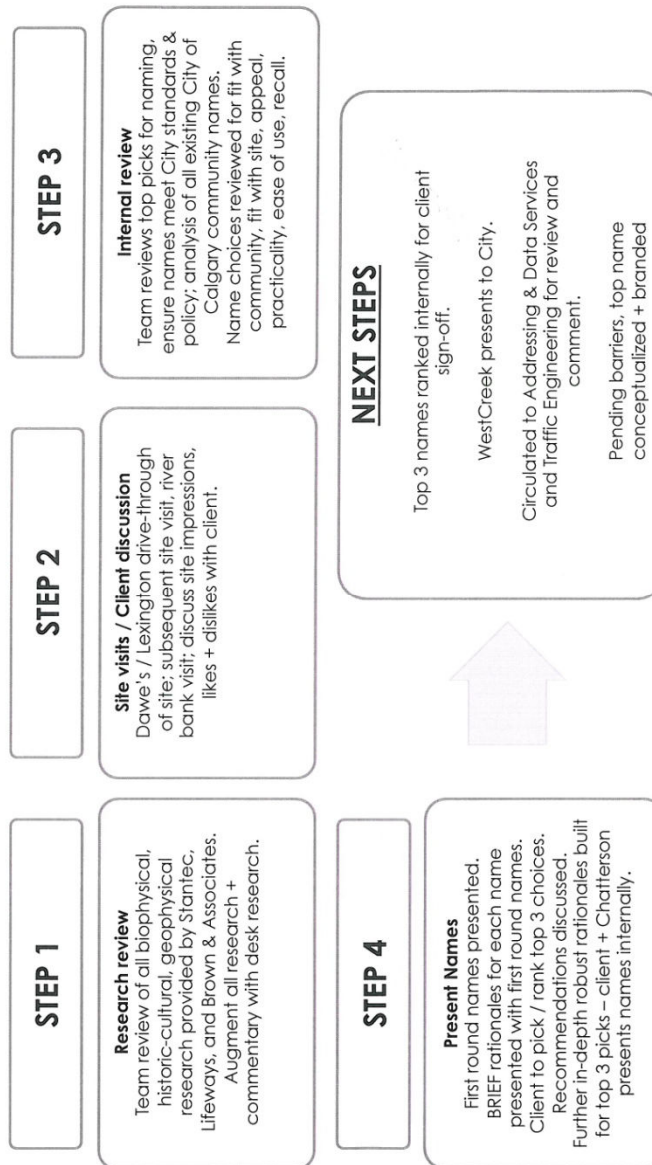 STEP 1
Research review
Team review of all biophysical,
historic-cultural, geophysical
research provided by Stantec,
Lifeways, and Brown & Associates.
Augment all research +
commentary with desk research.
STEP 2
Site visits / Client discussion
Dawe's / Lexington drive-through
of site; subsequent site visit, river
bank visit; discuss site impressions,
likes + dislikes with client.
STEP 3
Internal review
Team reviews top picks for naming,
ensure names meet City standards &
policy; analysis of all existing City of
Calgary community names.
Name choices reviewed for fit with
community, fit with site, appeal,
practicality, ease of use, recall.
STEP 4
Present Names
First round names presented.
BRIEF rationales for each name
presented with first round names.
Client to pick / rank top 3 choices.
Recommendations discussed.
Further in-depth robust rationales built
for top 3 picks – client + Chatterson
presents names internally.
NEXT STEPS
Top 3 names ranked internally for client
sign-off.
WestCreek presents to City.
Circulated to Addressing & Data Services
and Traffic Engineering for review and
comment.
Pending barriers, top name
conceptualized + branded